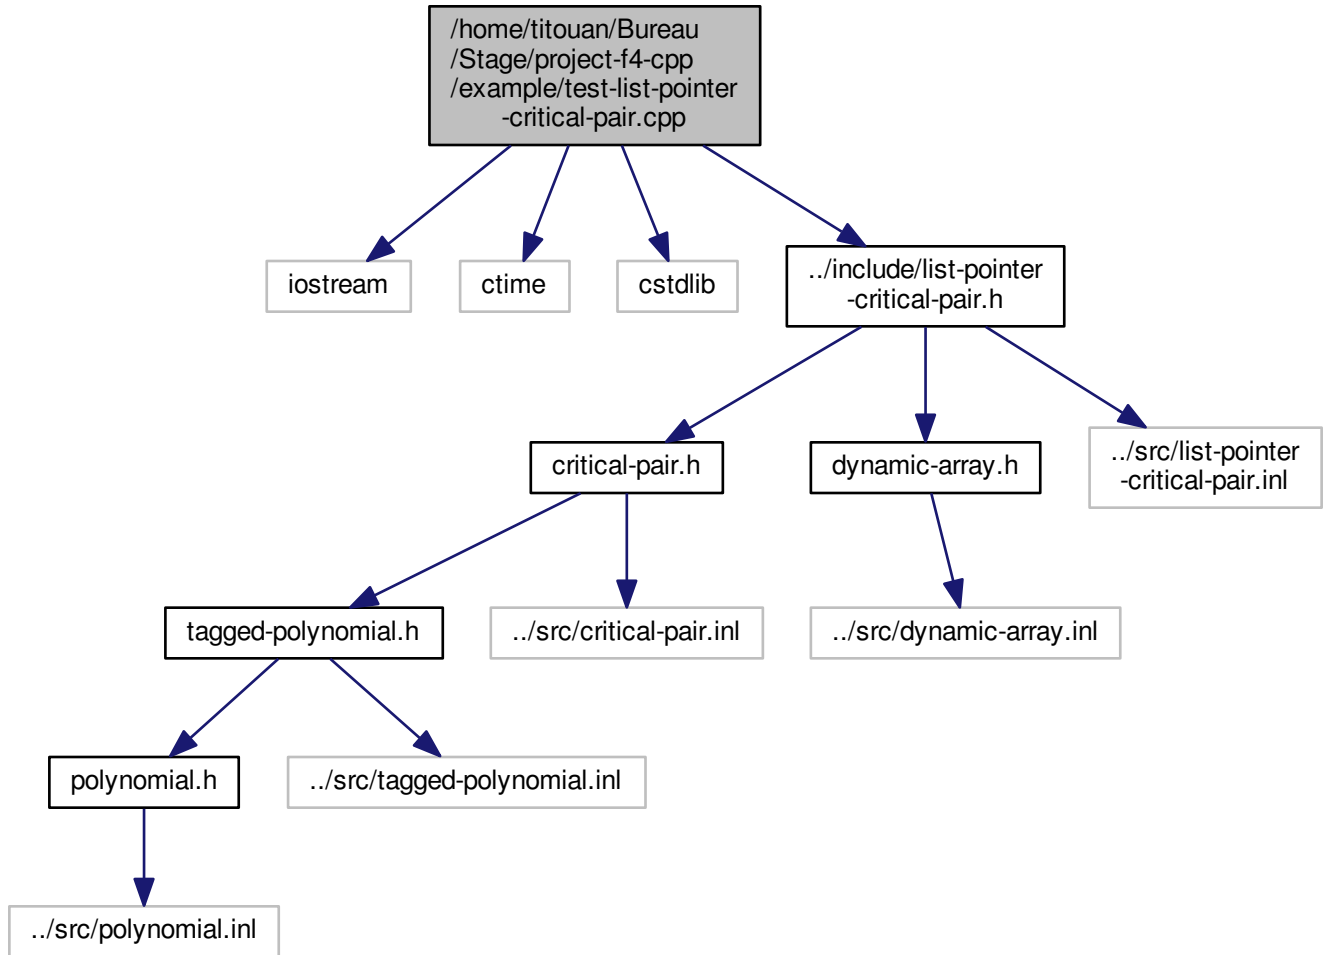 /home/titouan/Bureau
/Stage/project-f4-cpp
/example/test-list-pointer
-critical-pair.cpp
iostream
ctime
cstdlib
../include/list-pointer
-critical-pair.h
critical-pair.h
dynamic-array.h
../src/list-pointer
-critical-pair.inl
tagged-polynomial.h
../src/critical-pair.inl
../src/dynamic-array.inl
polynomial.h
../src/tagged-polynomial.inl
../src/polynomial.inl